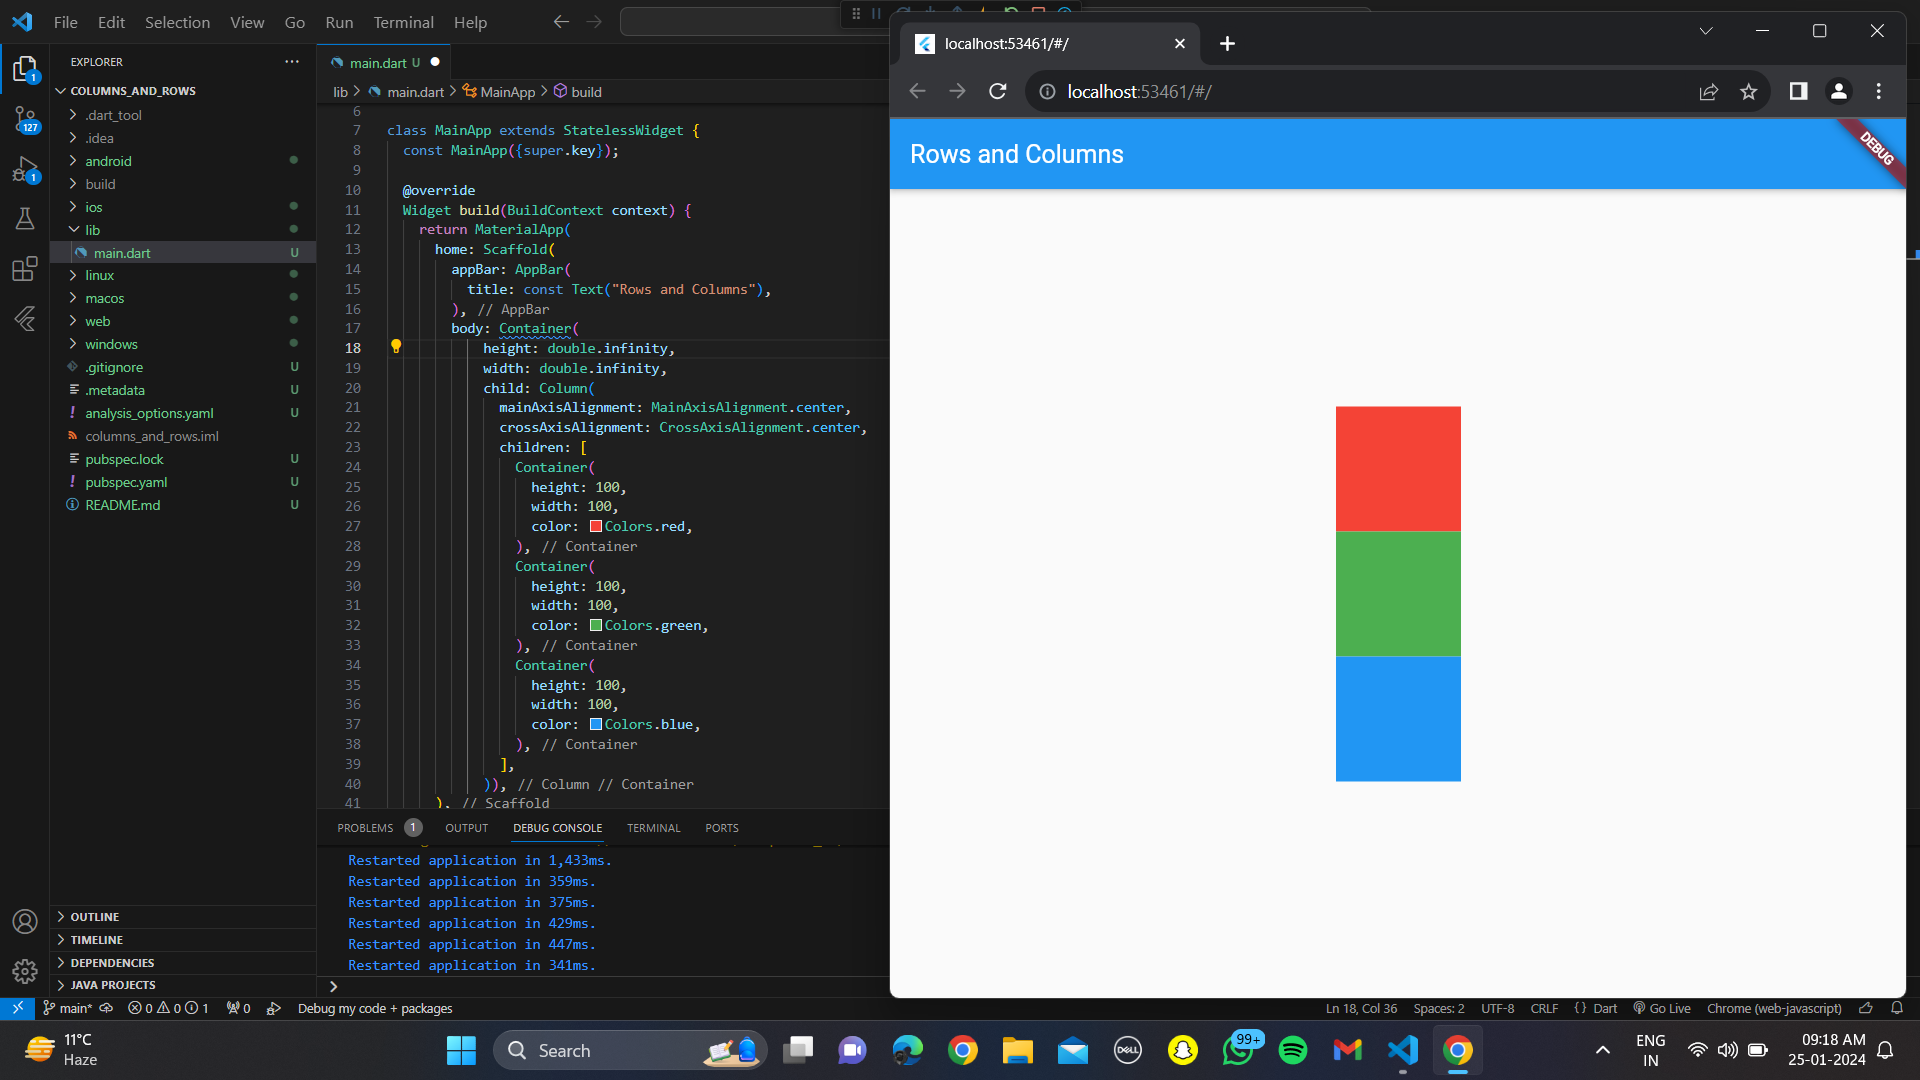 File Edit Selection View Go Run Terminal Help
EXPLORER
COLUMNS_AND_ROWS
.dart_tool
.idea
android
build
ios
lib
main.dart U
linux
macos
web
windows
.gitignore U
.metadata U
analysis_options.yaml U
columns_and_rows.iml
pubspec.lock U
pubspec.yaml U
README.md U
OUTLINE
TIMELINE
DEPENDENCIES
JAVA PROJECTS
1
127
1
main.dart U
lib > main.dart > MainApp > build
6
7 class MainApp extends StatelessWidget {
8 const MainApp({super.key});
9
10 @override
11 Widget build(BuildContext context) {
12 return MaterialApp(
13 home: Scaffold(
14 appBar: AppBar(
15 title: const Text("Rows and Columns"),
16 ), // AppBar
17 body: Container(
18 height: double.infinity,
19 width: double.infinity,
20 child: Column(
21 mainAxisAlignment: MainAxisAlignment.center,
22 crossAxisAlignment: CrossAxisAlignment.center,
23 children: [
24 Container(
25 height: 100,
26 width: 100,
27 color: Colors.red,
28 ), // Container
29 Container(
30 height: 100,
31 width: 100,
32 color: Colors.green,
33 ), // Container
34 Container(
35 height: 100,
36 width: 100,
37 color: Colors.blue,
38 ), // Container
39 ],
40 )), // Column // Container
41 ), // Scaffold
PROBLEMS 1 OUTPUT DEBUG CONSOLE TERMINAL PORTS
Restarted application in 1,433ms.
Restarted application in 359ms.
Restarted application in 375ms.
Restarted application in 429ms.
Restarted application in 447ms.
Restarted application in 341ms.
localhost:53461/#/
localhost:53461/#/
Rows and Columns
DEBUG
main* 0 0 1 0 Debug my code + packages
Ln 18, Col 36 Spaces: 2 UTF-8 CRLF {} Dart Go Live Chrome (web-javascript)
11°C
Haze
Search
DELL
99+
ENG
IN
09:18 AM
25-01-2024